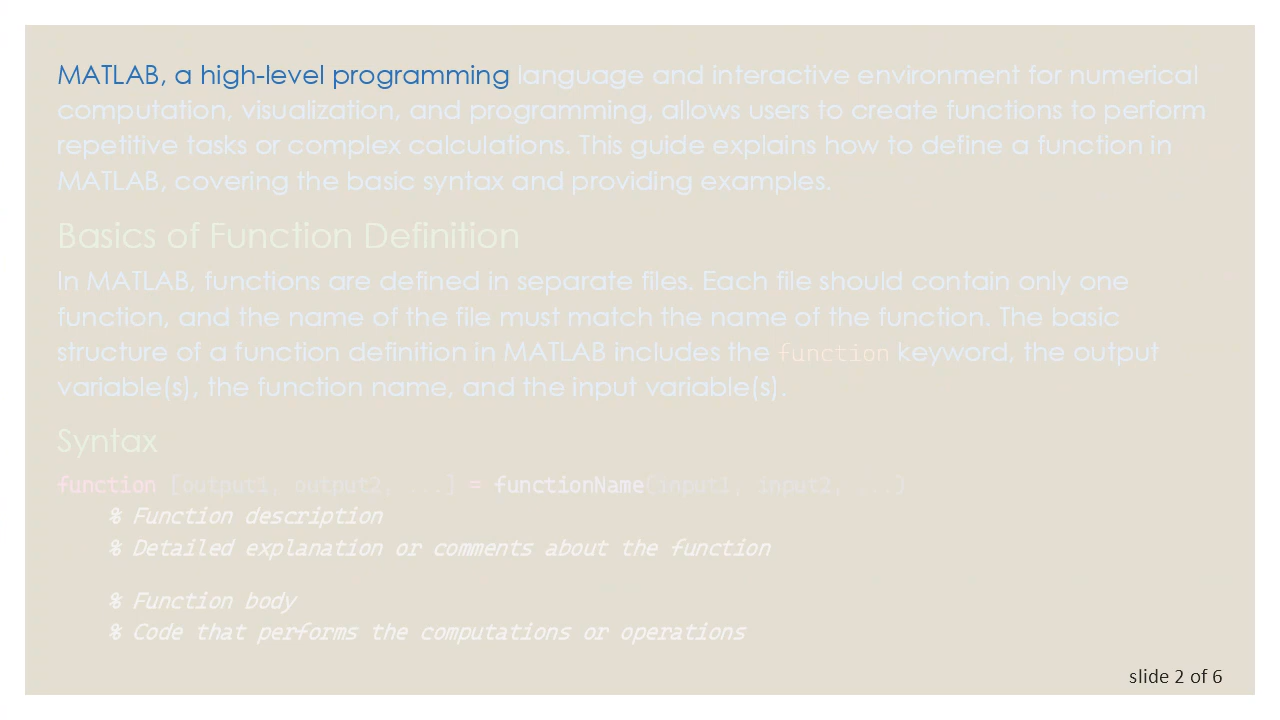 MATLAB, a high-level programming language and interactive environment for numerical
computation, visualization, and programming, allows users to create functions to perform
repetitive tasks or complex calculations. This guide explains how to define a function in
MATLAB, covering the basic syntax and providing examples.
Basics of Function Definition
In MATLAB, functions are defined in separate files. Each file should contain only one
function, and the name of the file must match the name of the function. The basic
structure of a function definition in MATLAB includes the function keyword, the output
variable(s), the function name, and the input variable(s).
Syntax
function [output1, output2, ...] = functionName(input1, input2, ...)
% Function description
% Detailed explanation or comments about the function
% Function body
% Code that performs the computations or operations
slide 2 of 6